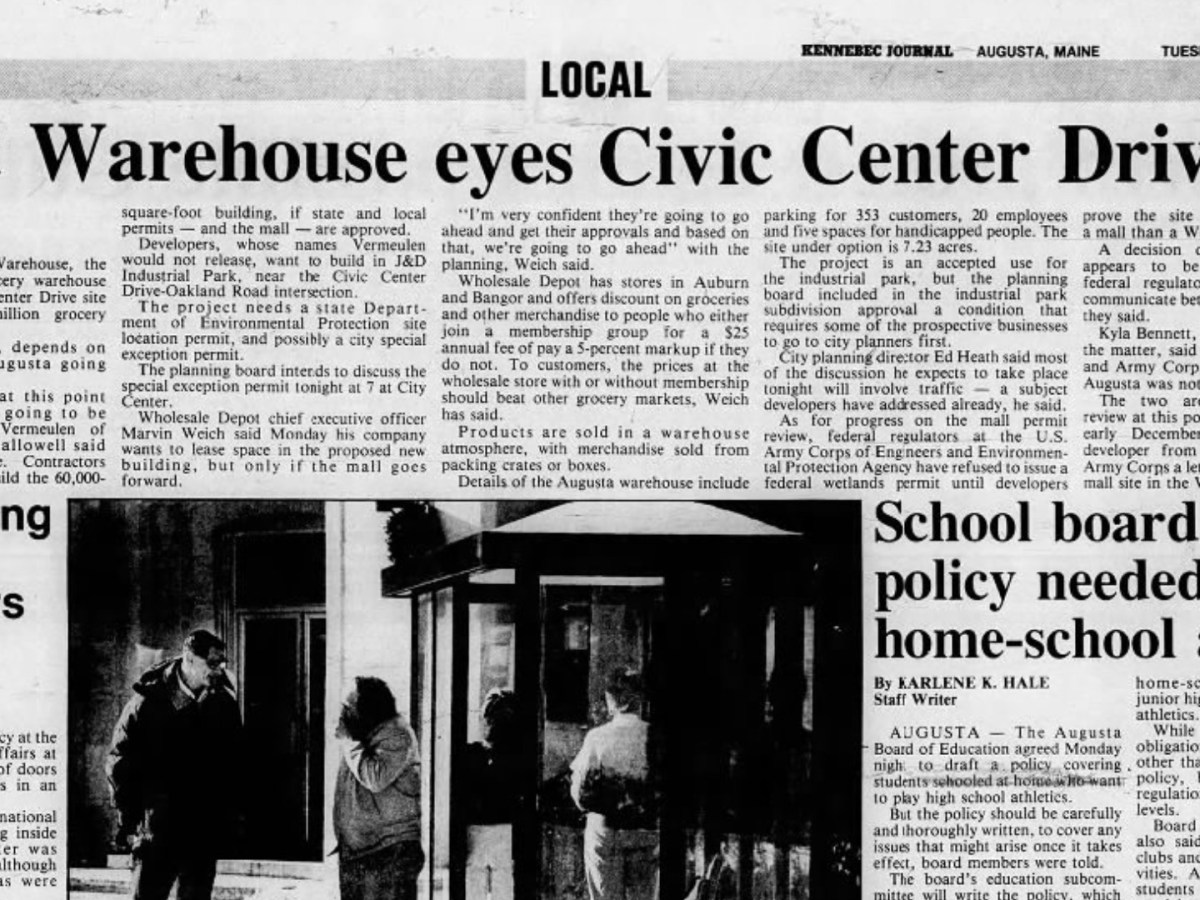 KENNEBEC JOURNAL AUGUSTA, MAINE TUES
LOCAL
Warehouse eyes Civic Center Driv
Warehouse, the
cery warehouse
enter Drive site
million grocery
, depends on
ugusta going
at this point
going to be
Vermeulen of
allowell said
e. Contractors
ild the 60,000-
square-foot building, if state and local
permits — and the mall — are approved.
Developers, whose names Vermeulen
would not release, want to build in J&D
Industrial Park, near the Civic Center
Drive-Oakland Road intersection.
The project needs a state Depart-
ment of Environmental Protection site
location permit, and possibly a city special
exception permit.
The planning board intends to discuss the
special exception permit tonight at 7 at City
Center.
Wholesale Depot chief executive officer
Marvin Weich said Monday his company
wants to lease space in the proposed new
building, but only if the mall goes
forward.
"I'm very confident they're going to go
ahead and get their approvals and based on
that, we're going to go ahead" with the
planning, Weich said.
Wholesale Depot has stores in Auburn
and Bangor and offers discount on groceries
and other merchandise to people who either
join a membership group for a $25
annual fee of pay a 5-percent markup if they
do not. To customers, the prices at the
wholesale store with or without membership
should beat other grocery markets, Weich
has said.
Products are sold in a warehouse
atmosphere, with merchandise sold from
packing crates or boxes.
Details of the Augusta warehouse include
parking for 353 customers, 20 employees
and five spaces for handicapped people. The
site under option is 7.23 acres.
The project is an accepted use for
the industrial park, but the planning
board included in the industrial park
subdivision approval a condition that
requires some of the prospective businesses
to go to city planners first.
City planning director Ed Heath said most
of the discussion he expects to take place
tonight will involve traffic — a subject
developers have addressed already, he said.
As for progress on the mall permit
review, federal regulators at the U.S.
Army Corps of Engineers and Environmen-
tal Protection Agency have refused to issue a
federal wetlands permit until developers
prove the site
a mall than a W
A decision o
appears to be
federal regulato
communicate be
they said.
Kyla Bennett,
the matter, said
and Army Corp
Augusta was not
The two are
review at this po
early December
developer from
Army Corps a let
mall site in the W
ng
rs
cy at the
ffairs at
of doors
s in an
national
g inside
ler was
although
as were
School board
policy needed
home-school a
By KARLENE K. HALE
Staff Writer
AUGUSTA — The Augusta
Board of Education agreed Monday
night to draft a policy covering
students schooled at home who want
to play high school athletics.
But the policy should be carefully
and thoroughly written, to cover any
issues that might arise once it takes
effect, board members were told.
The board's education subcom-
mittee will write the policy, which
home-sc
junior hig
athletics.
While
obligation
other tha
policy, b
regulation
levels.
Board
also said
clubs and
vities. A
students